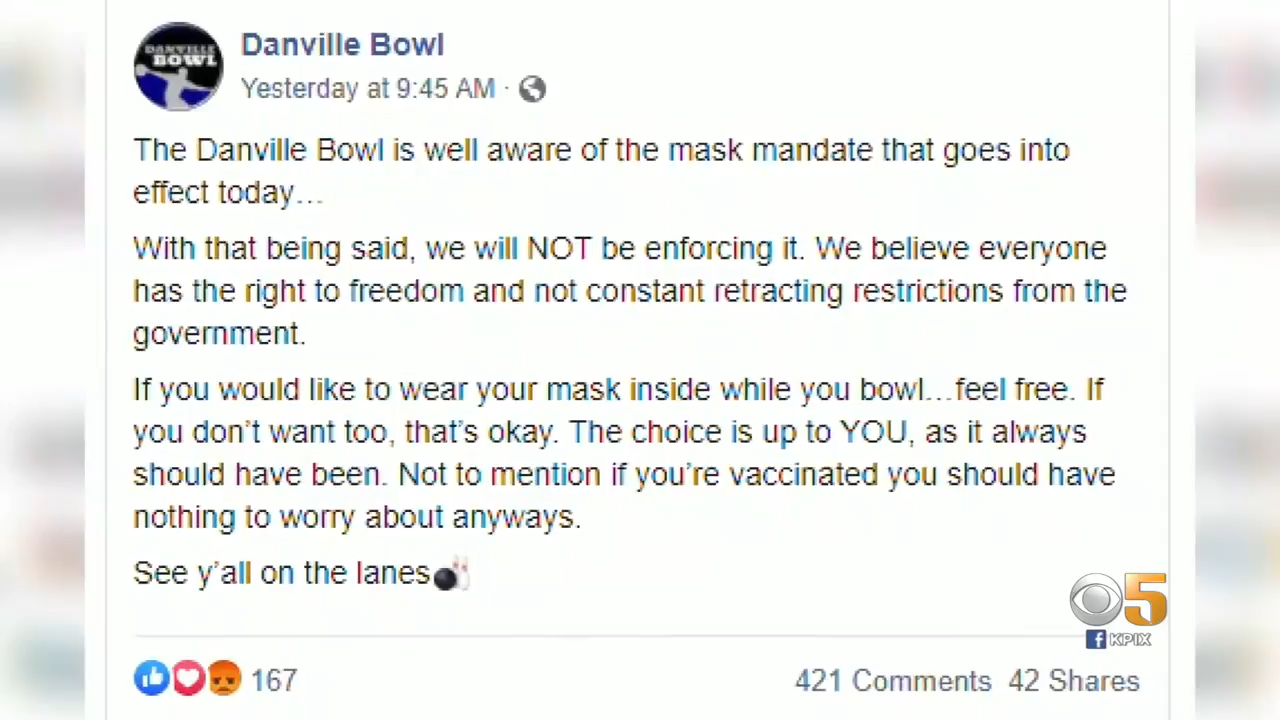 DANVILLE
BOWL
Danville Bowl
Yesterday at 9:45 AM ·
The Danville Bowl is well aware of the mask mandate that goes into
effect today…
With that being said, we will NOT be enforcing it. We believe everyone
has the right to freedom and not constant retracting restrictions from the
government.
If you would like to wear your mask inside while you bowl…feel free. If
you don’t want too, that’s okay. The choice is up to YOU, as it always
should have been. Not to mention if you’re vaccinated you should have
nothing to worry about anyways.
See y’all on the lanes
5
f KPIX
167
421 Comments 42 Shares